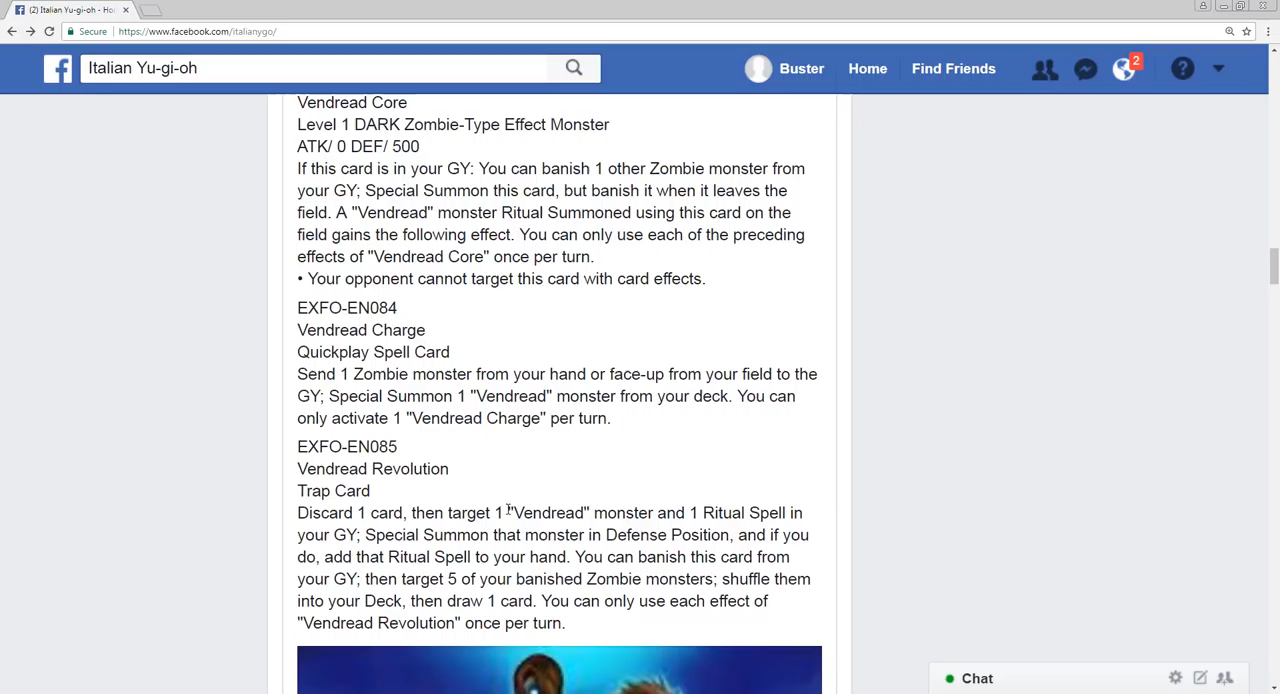 (2) Italian Yu-gi-oh - Ho
Secure
https://www.facebook.com/italianygo/
Italian Yu-gi-oh
Buster
Home
Find Friends
2
Vendread Core
Level 1 DARK Zombie-Type Effect Monster
ATK/ 0 DEF/ 500
If this card is in your GY: You can banish 1 other Zombie monster from
your GY; Special Summon this card, but banish it when it leaves the
field. A "Vendread" monster Ritual Summoned using this card on the
field gains the following effect. You can only use each of the preceding
effects of "Vendread Core" once per turn.
• Your opponent cannot target this card with card effects.
EXFO-EN084
Vendread Charge
Quickplay Spell Card
Send 1 Zombie monster from your hand or face-up from your field to the
GY; Special Summon 1 "Vendread" monster from your deck. You can
only activate 1 "Vendread Charge" per turn.
EXFO-EN085
Vendread Revolution
Trap Card
Discard 1 card, then target 1 "Vendread" monster and 1 Ritual Spell in
your GY; Special Summon that monster in Defense Position, and if you
do, add that Ritual Spell to your hand. You can banish this card from
your GY; then target 5 of your banished Zombie monsters; shuffle them
into your Deck, then draw 1 card. You can only use each effect of
"Vendread Revolution" once per turn.
Chat